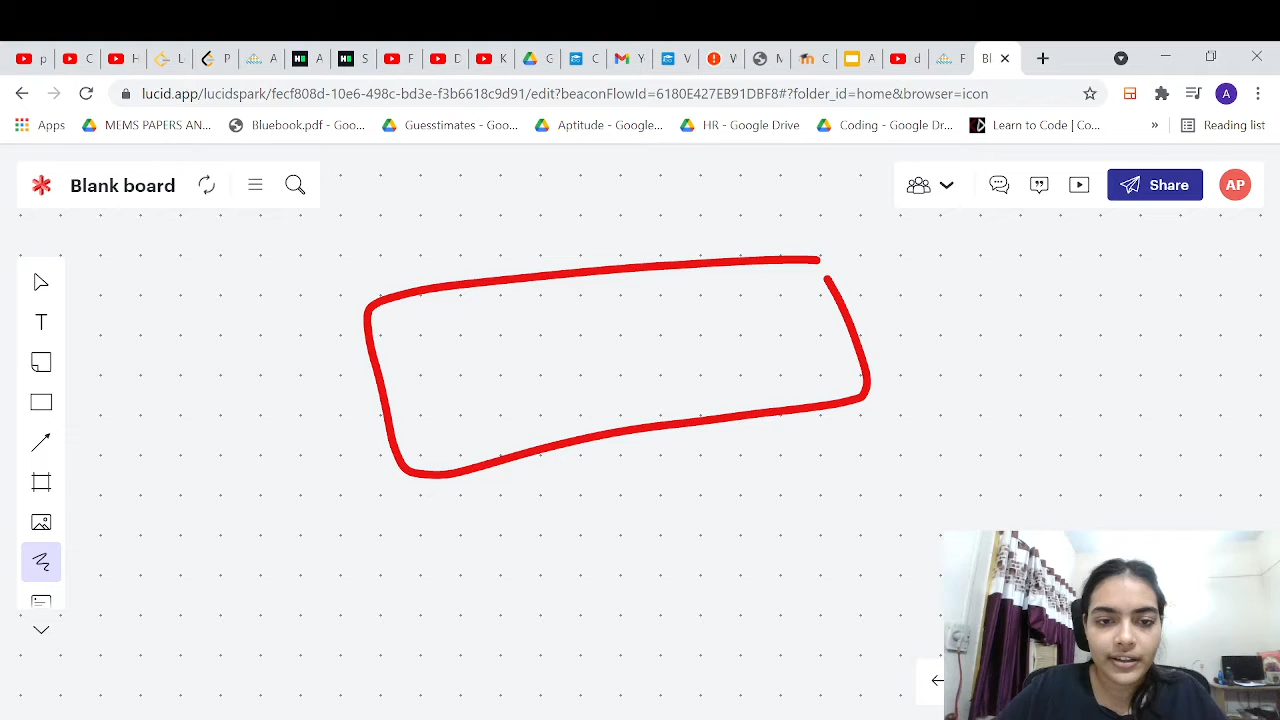 p
C
H
L
P
A
A
S
F
D
K
G
C
Y
V
V
M
C
A
d
F
Bl
lucid.app/lucidspark/fecf808d-10e6-498c-bd3e-f3b6618c9d91/edit?beaconFlowId=6180E427EB91DBF8#?folder_id=home&browser=icon
A
Apps
MEMS PAPERS AN...
Bluebook.pdf - Goo...
Guesstimates - Goo...
Aptitude - Google...
HR - Google Drive
Coding - Google Dr...
Learn to Code | Co...
»
Reading list
Blank board
Share
AP
T